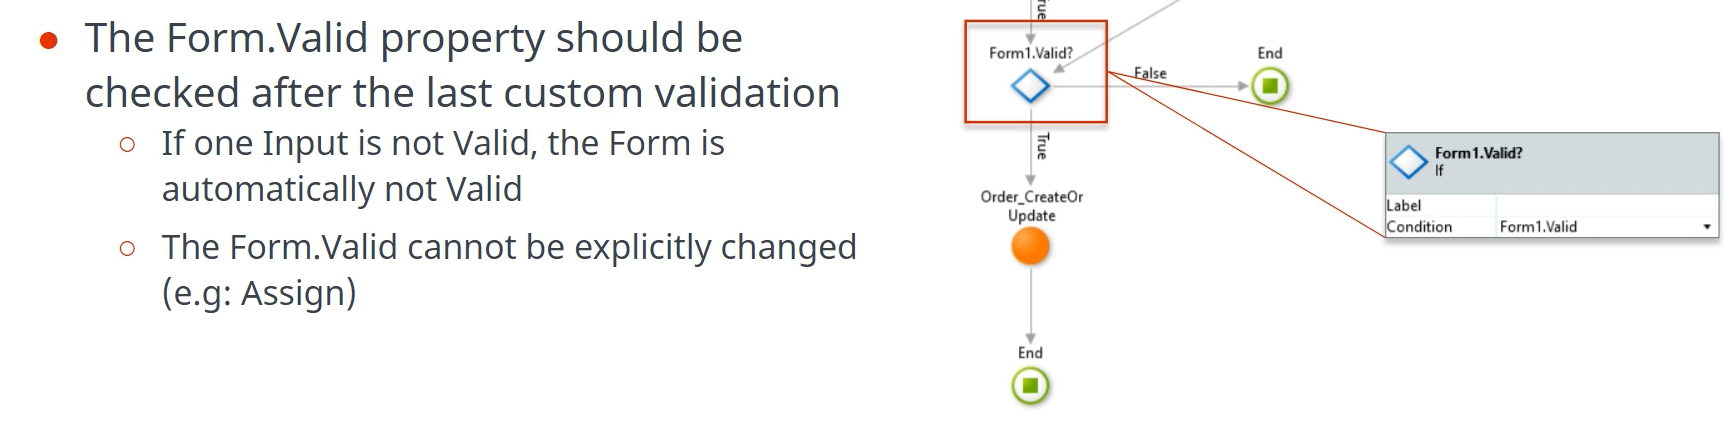 The Form.Valid property should be
checked after the last custom validation
If one Input is not Valid, the Form is
automatically not Valid
The Form.Valid cannot be explicitly changed
(e.g: Assign)
Form1.Valid?
False
End
True
Order_CreateOr
Update
End
Form1.Valid?
If
Label
Condition Form1.Valid